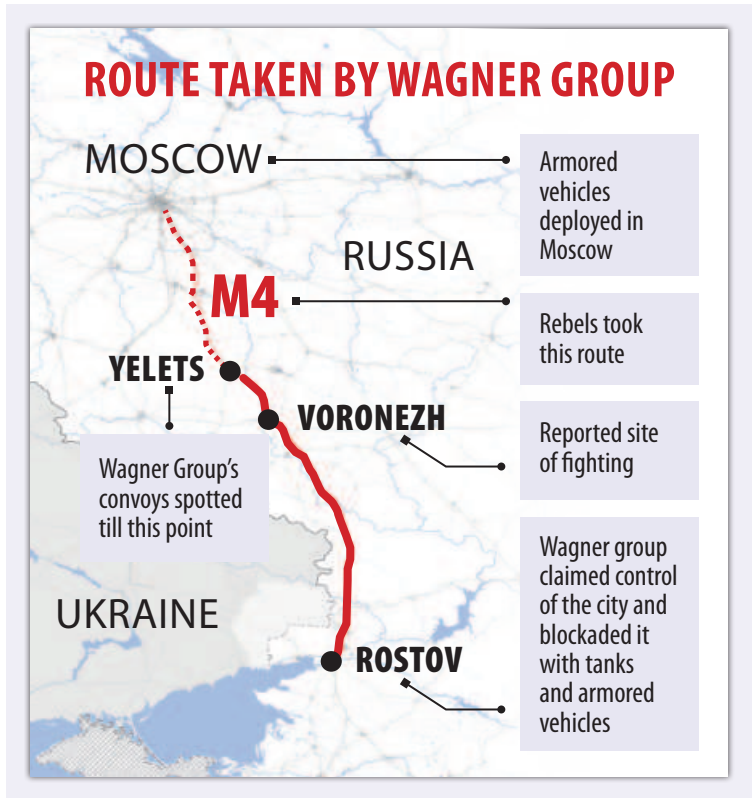 ROUTE TAKEN BY WAGNER GROUP
MOSCOW
Armored
vehicles
deployed in
Moscow
RUSSIA
M4
Rebels took
this route
YELETS
Wagner Group's
convoys spotted
till this point
VORONEZH
Reported site
of fighting
UKRAINE
ROSTOV
Wagner group
claimed control
of the city and
blockaded it
with tanks
and armored
vehicles